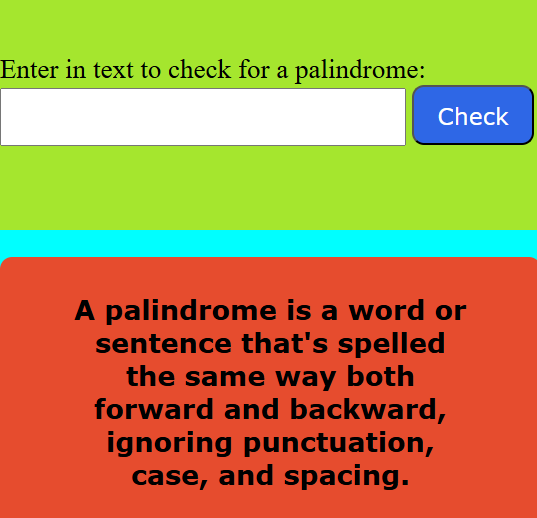 Enter in text to check for a palindrome:
Check
A palindrome is a word or
sentence that's spelled
the same way both
forward and backward,
ignoring punctuation,
case, and spacing.